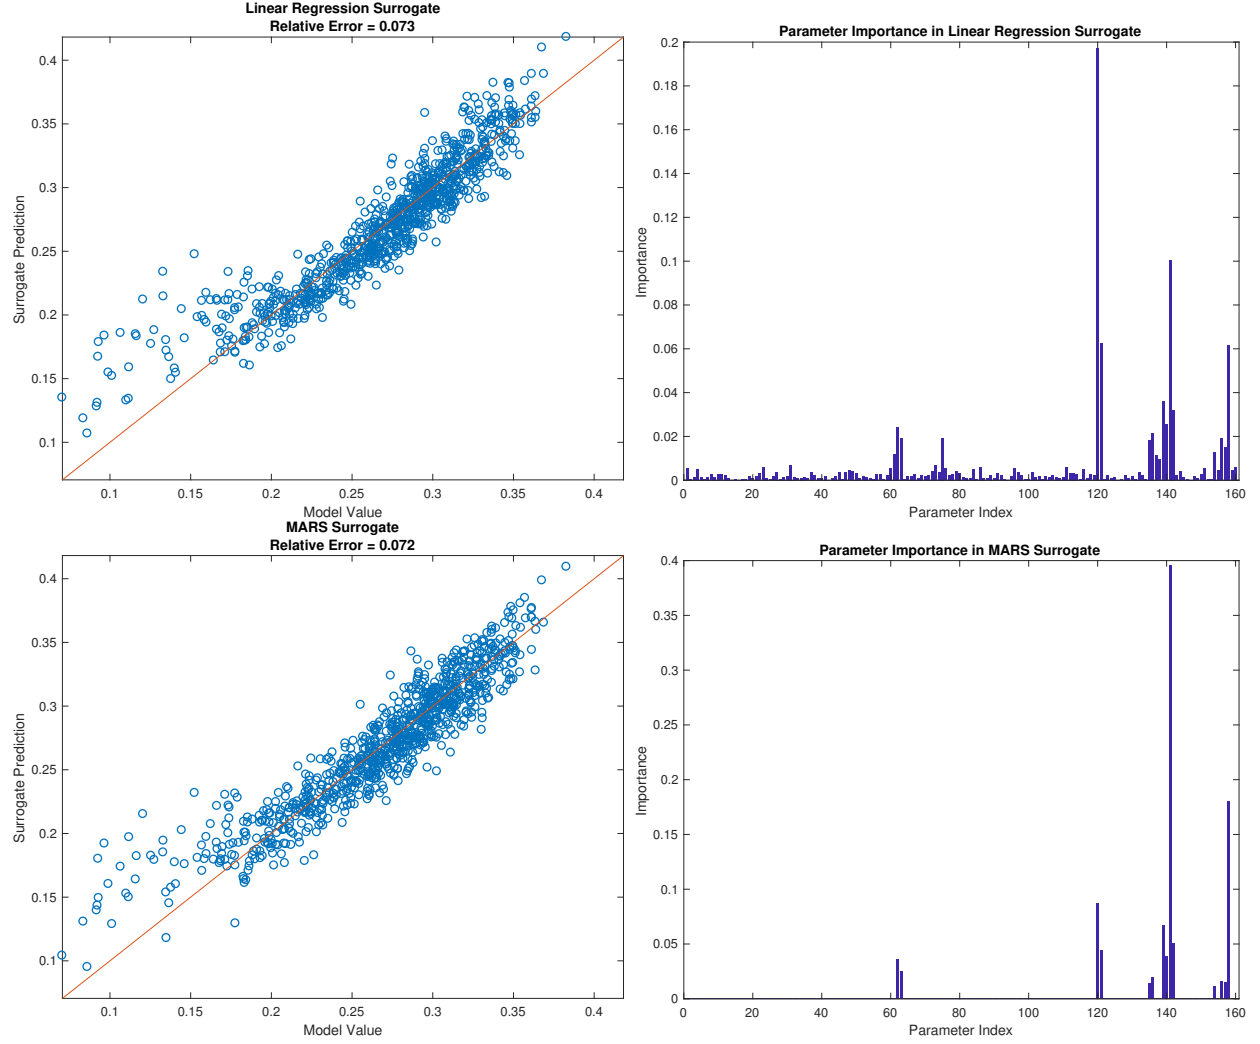 Linear Regression Surrogate
Relative Error = 0.073
Surrogate Prediction
0.4
0.35
0.3
0.25
0.2
0.15
0.1
0.1 0.15 0.2 0.25 0.3 0.35 0.4
Model Value
Parameter Importance in Linear Regression Surrogate
Importance
0.2
0.18
0.16
0.14
0.12
0.1
0.08
0.06
0.04
0.02
0
0 20 40 60 80 100 120 140 160
Parameter Index
MARS Surrogate
Relative Error = 0.072
Surrogate Prediction
0.4
0.35
0.3
0.25
0.2
0.15
0.1
0.1 0.15 0.2 0.25 0.3 0.35 0.4
Model Value
Parameter Importance in MARS Surrogate
Importance
0.4
0.35
0.3
0.25
0.2
0.15
0.1
0.05
0
0 20 40 60 80 100 120 140 160
Parameter Index